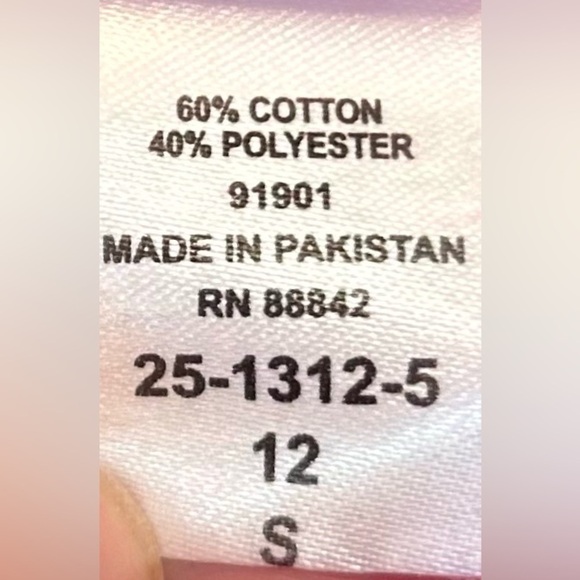 60% COTTON
40% POLYESTER
91901
MADE IN PAKISTAN
RN 88842
25-1312-5
12
S